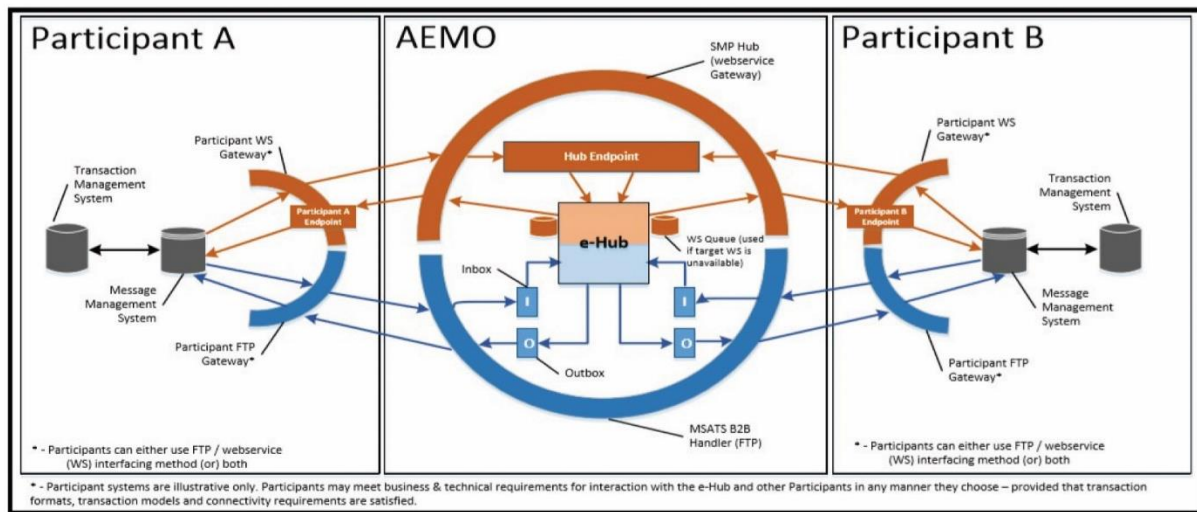 Participant A
AEMO
Participant B
SMP Hub
(webservice
Gateway)
Participant WS
Gateway*
Transaction
Management
System
Participant A
Endpoint
Message
Management
System
Participant FTP
Gateway*
* - Participants can either use FTP / webservice
(WS) interfacing method (or) both
Hub Endpoint
e-Hub
WS Queue (used
if target WS is
unavailable)
Inbox
I
I
O
O
Outbox
MSATS B2B
Handler (FTP)
Participant WS
Gateway*
Transaction
Management
System
Participant B
Endpoint
Message
Management
System
Participant FTP
Gateway*
* - Participants can either use FTP / webservice
(WS) interfacing method (or) both
* - Participant systems are illustrative only. Participants may meet business & technical requirements for interaction with the e-Hub and other Participants in any manner they choose – provided that transaction
formats, transaction models and connectivity requirements are satisfied.